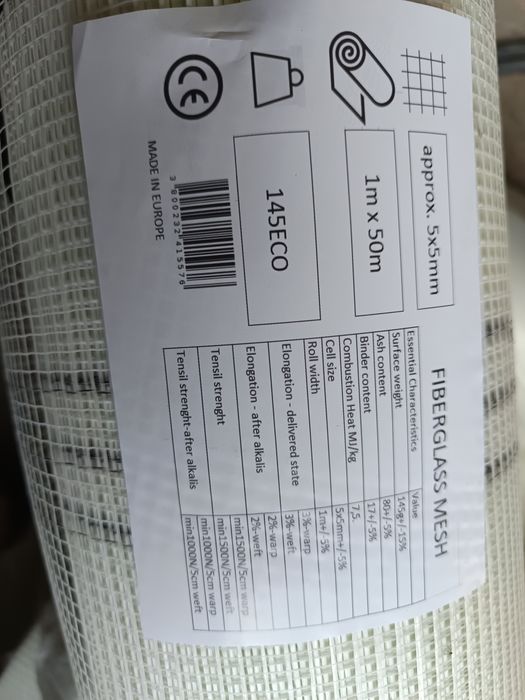 FIBERGLASS MESH
approx. 5x5mm
1m x 50m
145ECO
CE
3 800232 415576
MADE IN EUROPE
Essential Characteristics Value
Surface weight 145g+/-15%
Ash content 80+/-5%
Binder content 17+/-5%
Combustion Heat MJ/kg 7,5
Cell size 5x5mm+/-5%
Roll width 1m+/-5%
Elongation - delivered state 3%-warp
3%-weft
Elongation - after alkalis 2%-warp
2%-weft
Tensil strenght min1500N/5cm warp
min1500N/5cm weft
Tensil strenght-after alkalis min1000N/5cm warp
min1000N/5cm weft